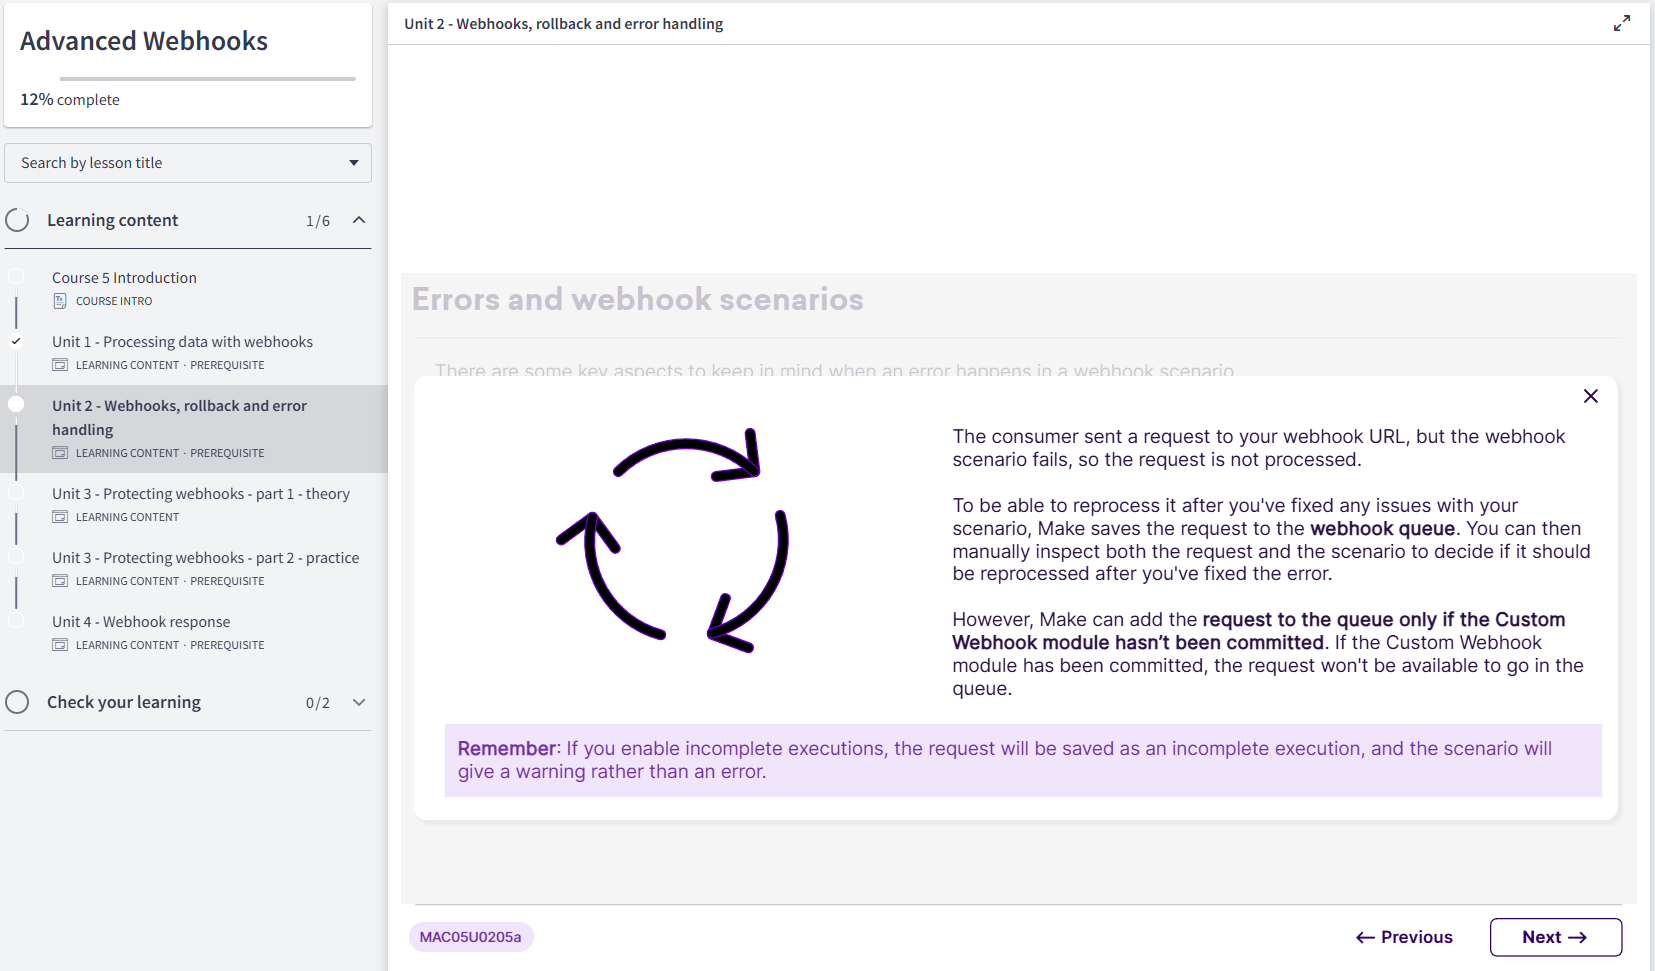 Advanced Webhooks
12% complete
Search by lesson title
Learning content 1/6
Course 5 Introduction
COURSE INTRO
Unit 1 - Processing data with webhooks
LEARNING CONTENT · PREREQUISITE
Unit 2 - Webhooks, rollback and error
handling
LEARNING CONTENT · PREREQUISITE
Unit 3 - Protecting webhooks - part 1 - theory
LEARNING CONTENT
Unit 3 - Protecting webhooks - part 2 - practice
LEARNING CONTENT · PREREQUISITE
Unit 4 - Webhook response
LEARNING CONTENT · PREREQUISITE
Check your learning 0/2
Unit 2 - Webhooks, rollback and error handling
Errors and webhook scenarios
There are some key aspects to keep in mind when an error happens in a webhook scenario
The consumer sent a request to your webhook URL, but the webhook
scenario fails, so the request is not processed.
To be able to reprocess it after you've fixed any issues with your
scenario, Make saves the request to the webhook queue. You can then
manually inspect both the request and the scenario to decide if it should
be reprocessed after you've fixed the error.
However, Make can add the request to the queue only if the Custom
Webhook module hasn’t been committed. If the Custom Webhook
module has been committed, the request won't be available to go in the
queue.
Remember: If you enable incomplete executions, the request will be saved as an incomplete execution, and the scenario will
give a warning rather than an error.
MAC05U0205a
← Previous
Next →